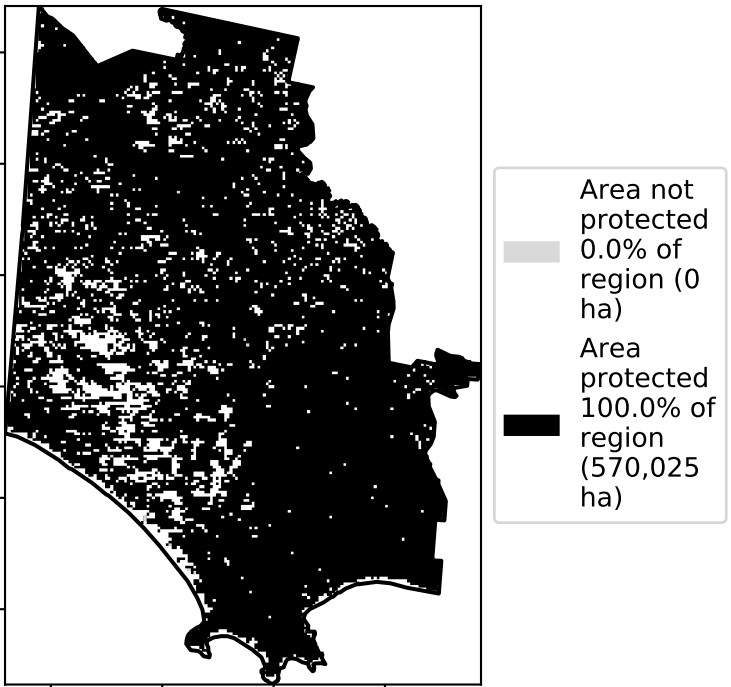 Area not
protected
0.0% of
region (0
ha)
Area
protected
100.0% of
region
(570,025
ha)